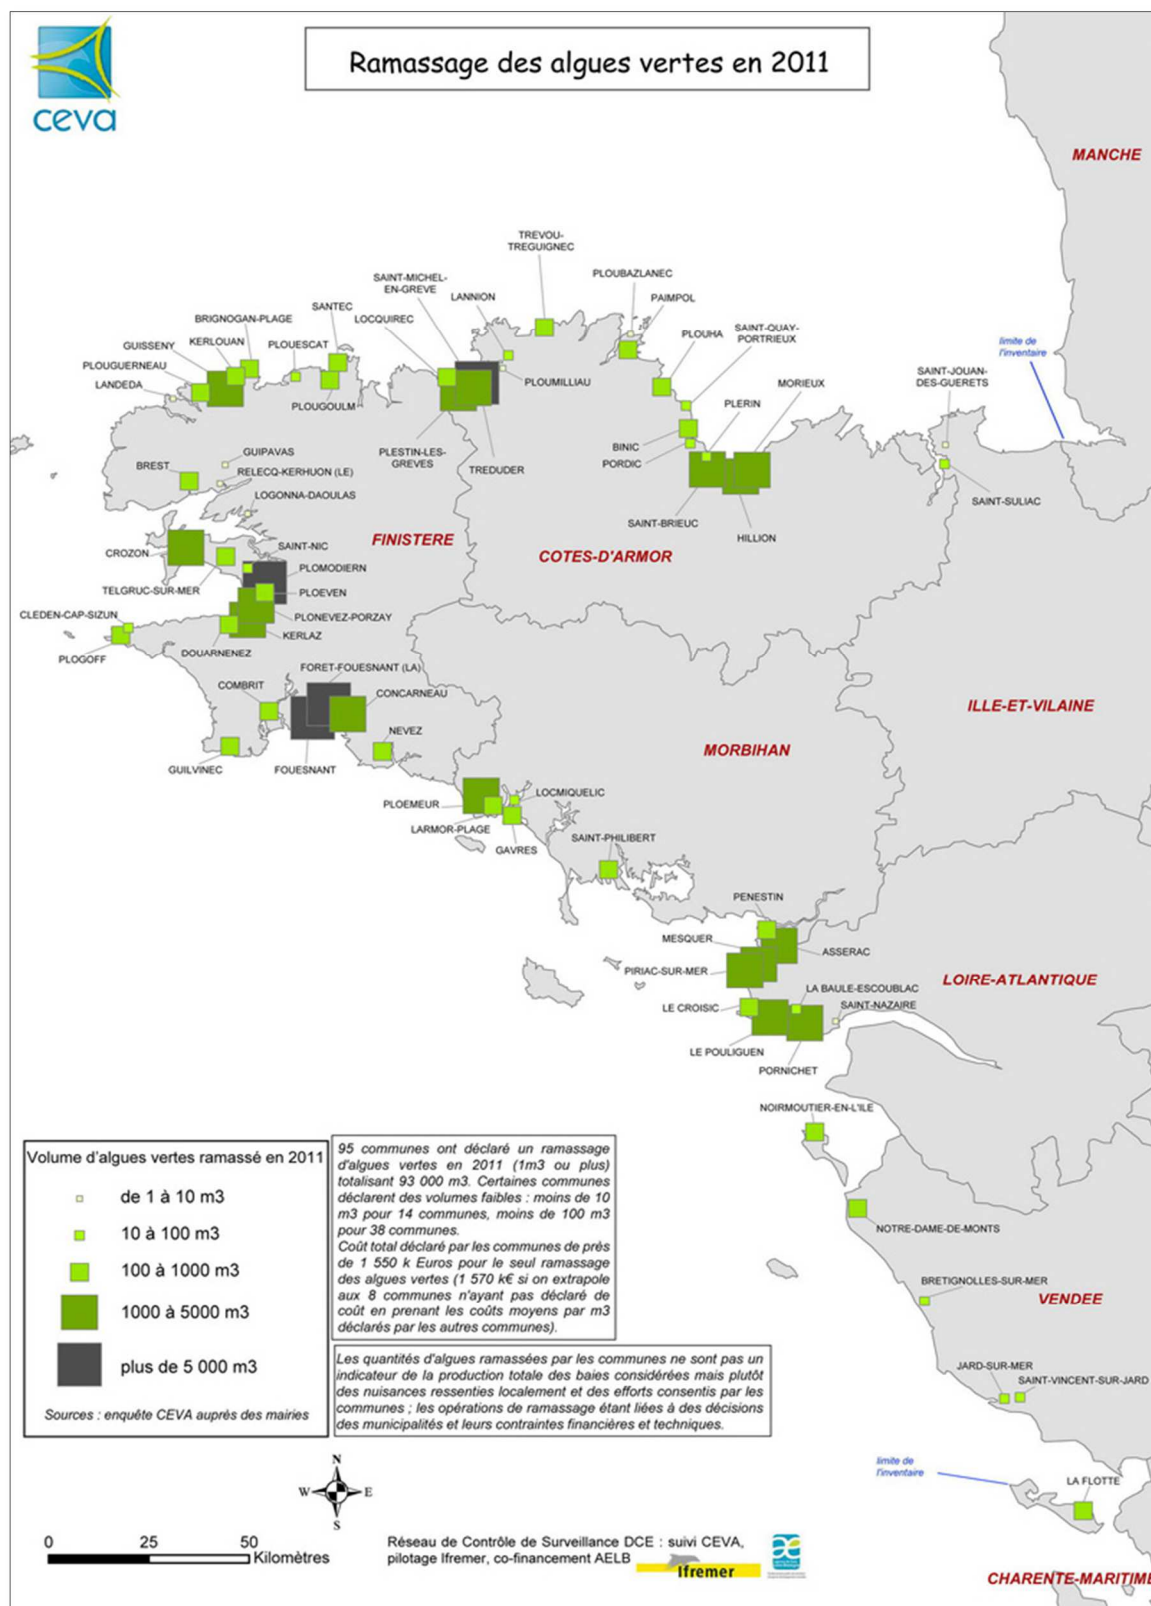 ceva
Ramassage des algues vertes en 2011
MANCHE
TREVOU-
TREGUIGNEC
SAINT-MICHEL-
EN-GREVE
LANNION
PLOUBAZLANEC
PAIMPOL
SANTEC
LOCQUIREC
BRIGNOGAN-PLAGE
KERLOUAN
PLOUESCAT
GUISSENY
PLOUGUERNEAU
LANDEDA
PLOUHA
SAINT-QUAY-
PORTRIEUX
MORIEUX
limite de
l'inventaire
SAINT-JOUAN-
DES-GUERETS
PLOUMILLIAU
PLOUGOULM
PLERIN
BINIC
PORDIC
PLESTIN-LES-
GREVES
TREDUDER
GUIPAVAS
BREST
RELECQ-KERHUON (LE)
LOGONNA-DAOULAS
SAINT-SULIAC
SAINT-BRIEUC
HILLION
FINISTERE
COTES-D'ARMOR
CROZON
SAINT-NIC
PLOMODIERN
TELGRUC-SUR-MER
PLOEVEN
CLEDEN-CAP-SIZUN
PLONEVEZ-PORZAY
KERLAZ
PLOGOFF
DOUARNENEZ
FORET-FOUESNANT (LA)
COMBRIT
CONCARNEAU
ILLE-ET-VILAINE
NEVEZ
MORBIHAN
GUILVINEC
FOUESNANT
PLOEMEUR
LOCMIQUELIC
LARMOR-PLAGE
GAVRES
SAINT-PHILIBERT
PENESTIN
MESQUER
ASSERAC
PIRIAC-SUR-MER
LOIRE-ATLANTIQUE
LA BAULE-ESCOUBLAC
LE CROISIC
SAINT-NAZAIRE
LE POULIGUEN
PORNICHET
NOIRMOUTIER-EN-L'ILE
NOTRE-DAME-DE-MONTS
BRETIGNOLLES-SUR-MER
VENDEE
JARD-SUR-MER
SAINT-VINCENT-SUR-JARD
limite de
l'inventaire
LA FLOTTE
CHARENTE-MARITIME
Volume d'algues vertes ramassé en 2011
de 1 à 10 m3
10 à 100 m3
100 à 1000 m3
1000 à 5000 m3
plus de 5 000 m3
Sources : enquête CEVA auprès des mairies
95 communes ont déclaré un ramassage
d'algues vertes en 2011 (1m3 ou plus)
totalisant 93 000 m3. Certaines communes
déclarent des volumes faibles : moins de 10
m3 pour 14 communes, moins de 100 m3
pour 38 communes.
Coût total déclaré par les communes de près
de 1 550 k Euros pour le seul ramassage
des algues vertes (1 570 k€ si on extrapole
aux 8 communes n'ayant pas déclaré de
coût en prenant les coûts moyens par m3
déclarés par les autres communes).
Les quantités d'algues ramassées par les communes ne sont pas un
indicateur de la production totale des baies considérées mais plutôt
des nuisances ressenties localement et des efforts consentis par les
communes ; les opérations de ramassage étant liées à des décisions
des municipalités et leurs contraintes financières et techniques.
N
W E
S
0 25 50
Kilomètres
Réseau de Contrôle de Surveillance DCE : suivi CEVA,
pilotage Ifremer, co-financement AELB
Ifremer